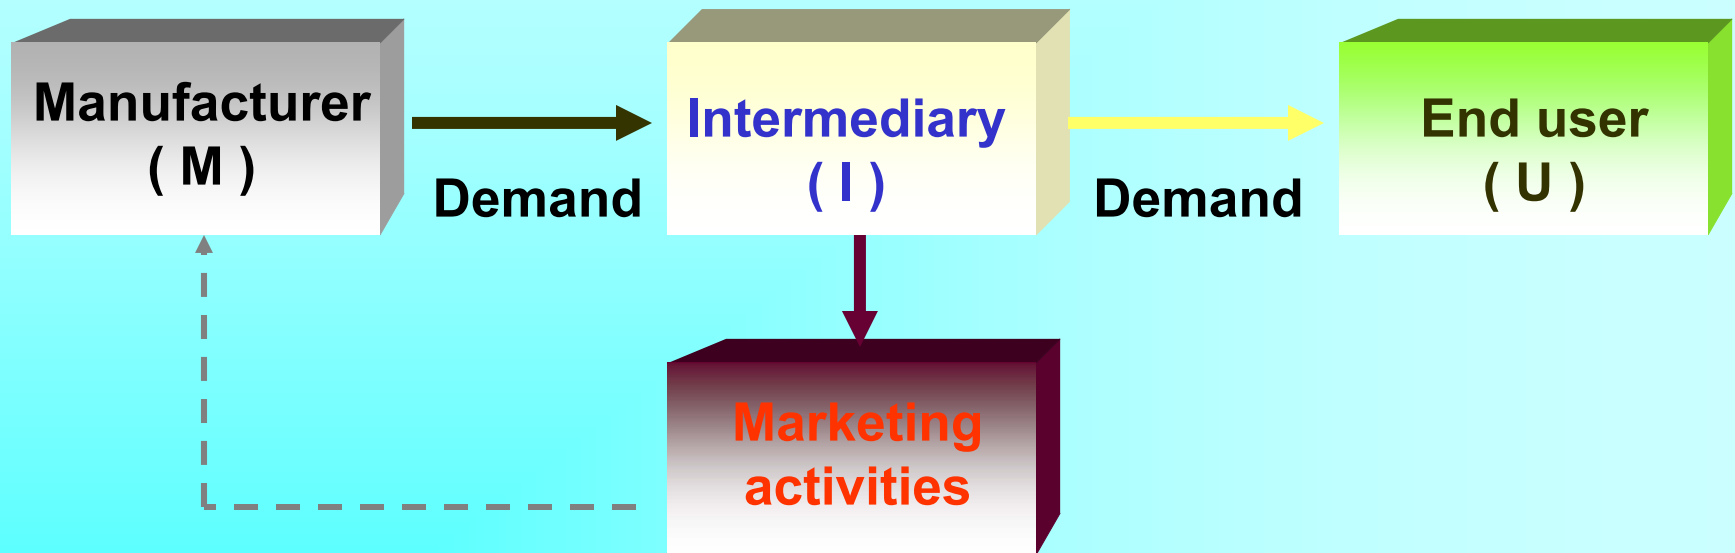 Manufacturer
( M )
Demand
Intermediary
( I )
Demand
End user
( U )
Marketing
activities